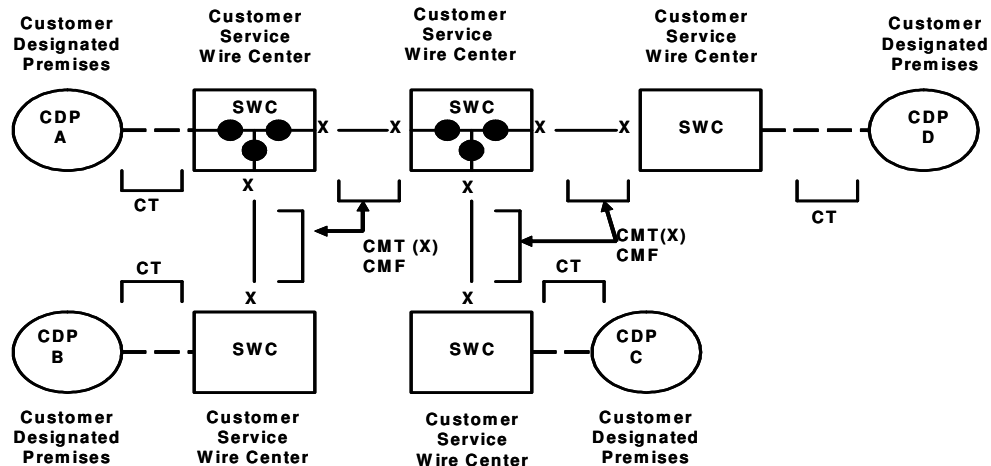 Customer
Designated
Premises
Customer
Service
Wire Center
Customer
Service
Wire Center
Customer
Service
Wire Center
Customer
Designated
Premises
CDP
A
SWC
X
X
SWC
X
X
SWC
CDP
D
CT
X
X
CT
CMT (X)
CMF
CMT(X)
CMF
CT
CT
X
X
CDP
B
SWC
SWC
CDP
C
Customer
Designated
Premises
Customer
Service
Wire Center
Customer
Service
Wire Center
Customer
Designated
Premises